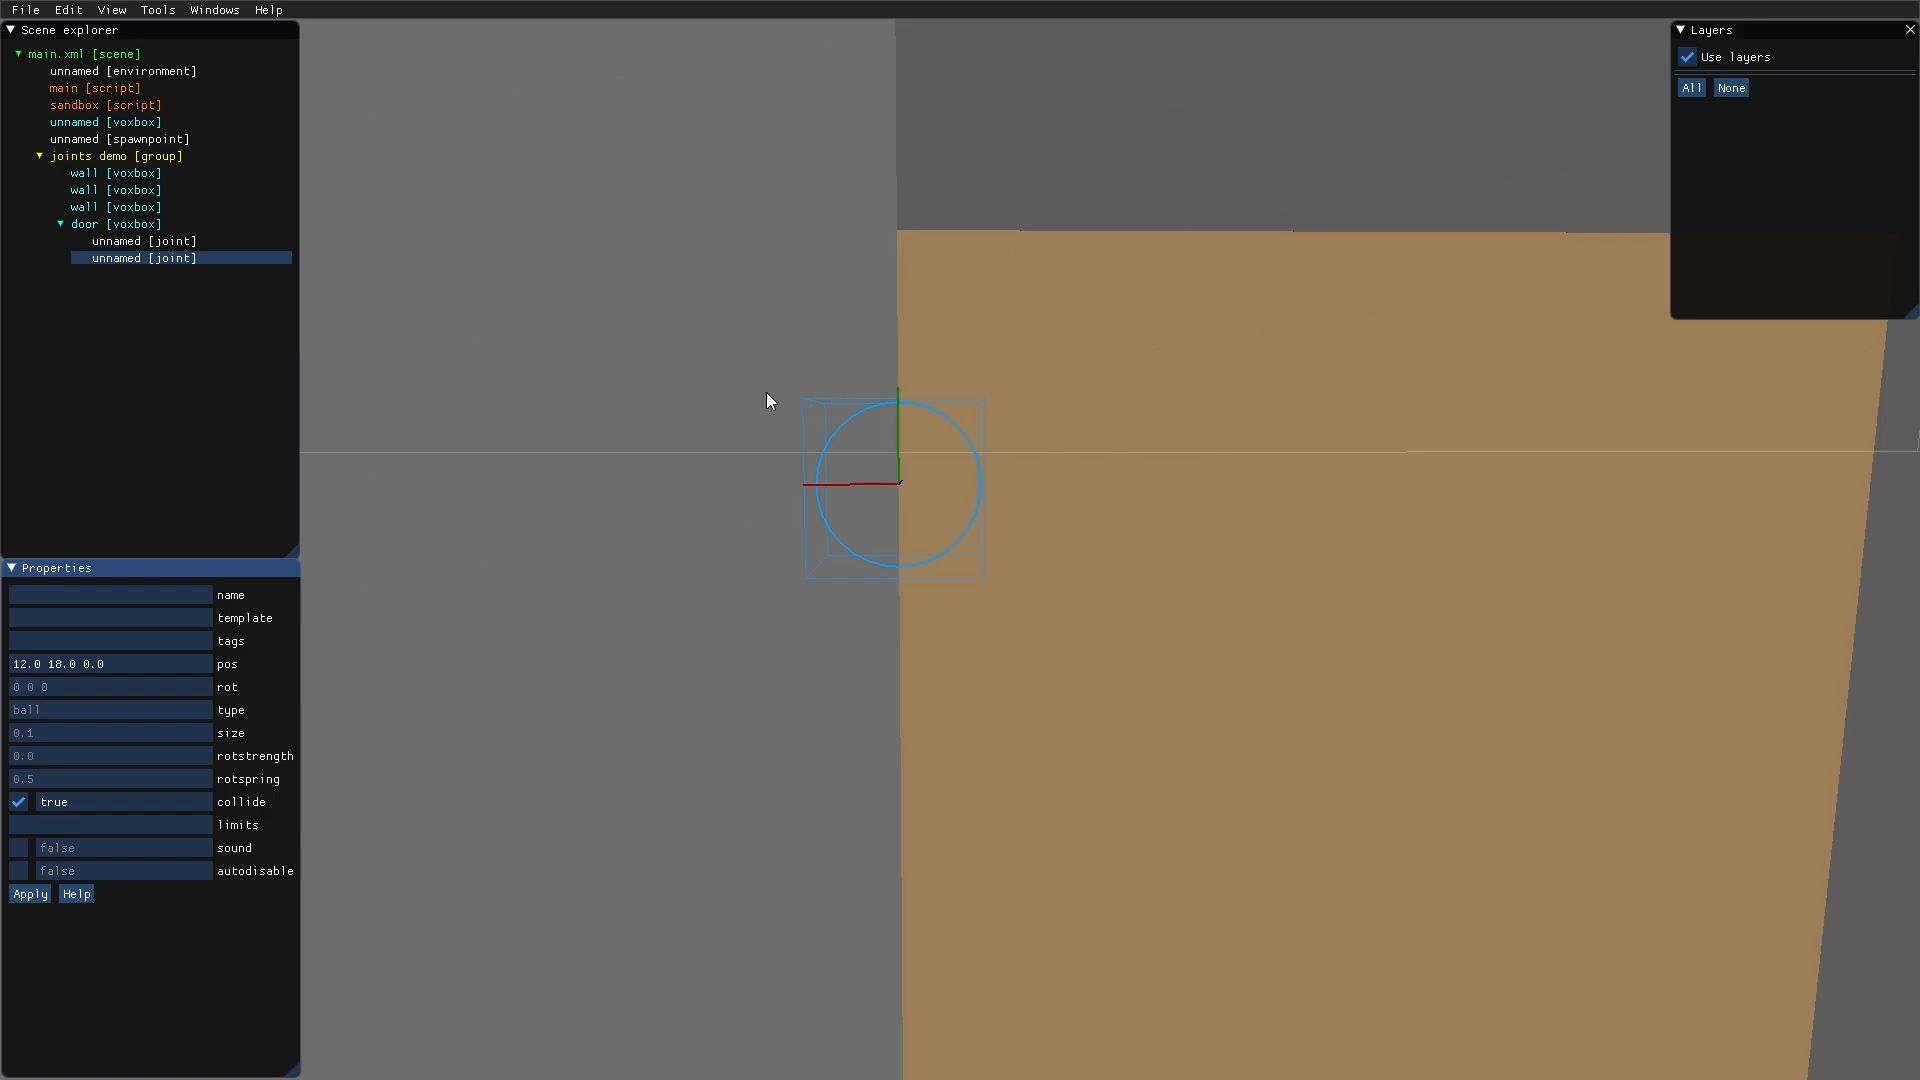 File Edit View Tools Windows Help
Scene explorer
main.xml [scene]
unnamed [environment]
main [script]
sandbox [script]
unnamed [voxbox]
unnamed [spawnpoint]
joints demo [group]
wall [voxbox]
wall [voxbox]
wall [voxbox]
door [voxbox]
unnamed [joint]
unnamed [joint]
Properties
name
template
tags
12.0 18.0 0.0 pos
0 0 0 rot
ball type
0.1 size
0.0 rotstrength
0.5 rotspring
true collide
limits
false sound
false autodisable
Apply Help
Layers
Use layers
All None